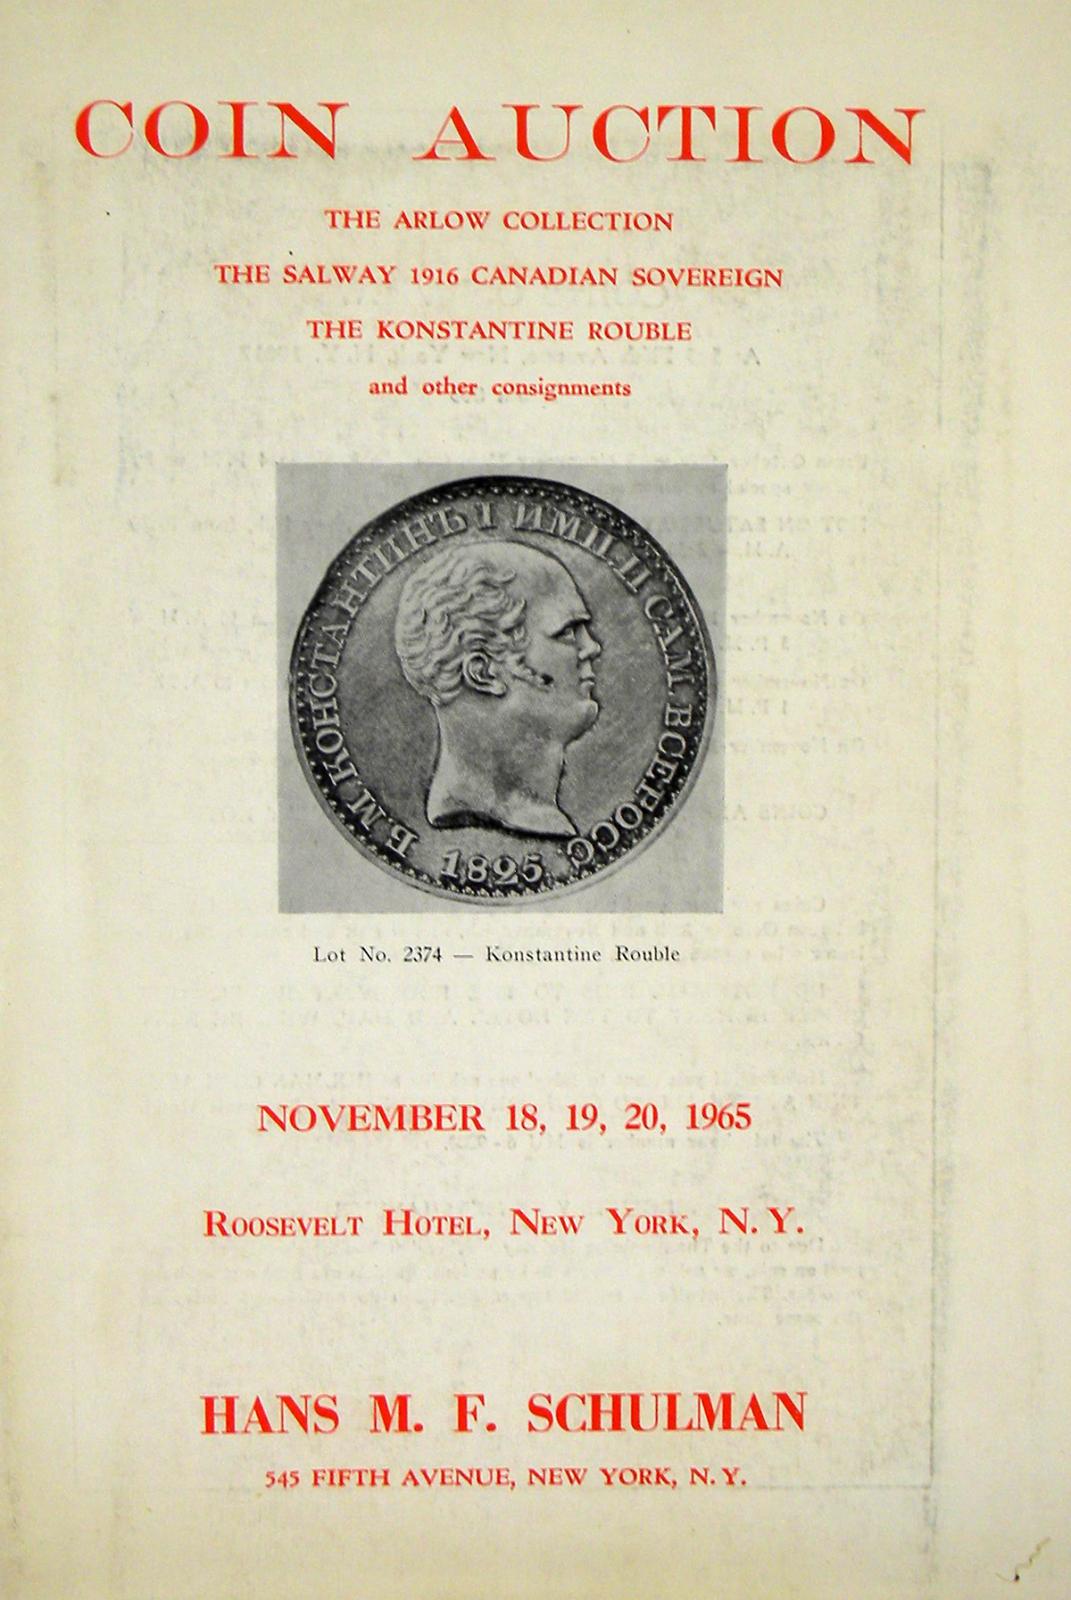 COIN AUCTION
THE ARLOW COLLECTION
THE SALWAY 1916 CANADIAN SOVEREIGN
THE KONSTANTINE ROUBLE
and other consignments
Б М КОНСТАНТИНЪ I ИМП. И САМ. ВСЕРОСС
1825
Lot No. 2374 — Konstantine Rouble
NOVEMBER 18, 19, 20, 1965
ROOSEVELT HOTEL, NEW YORK, N. Y.
HANS M. F. SCHULMAN
545 FIFTH AVENUE, NEW YORK, N. Y.